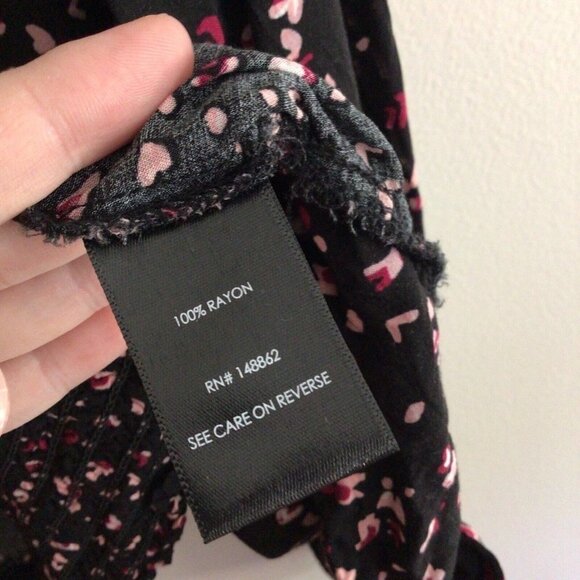 100% RAYON
RN# 148862
SEE CARE ON REVERSE